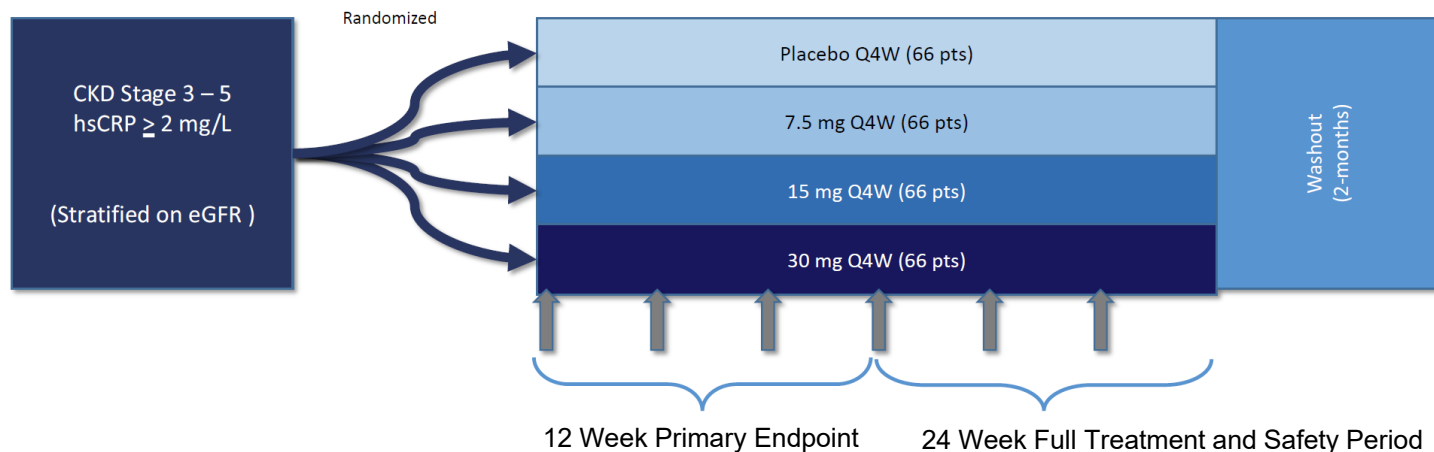 Randomized
CKD Stage 3 – 5
hsCRP ≥ 2 mg/L
(Stratified on eGFR )
Placebo Q4W (66 pts)
7.5 mg Q4W (66 pts)
15 mg Q4W (66 pts)
30 mg Q4W (66 pts)
Washout
(2-months)
12 Week Primary Endpoint
24 Week Full Treatment and Safety Period